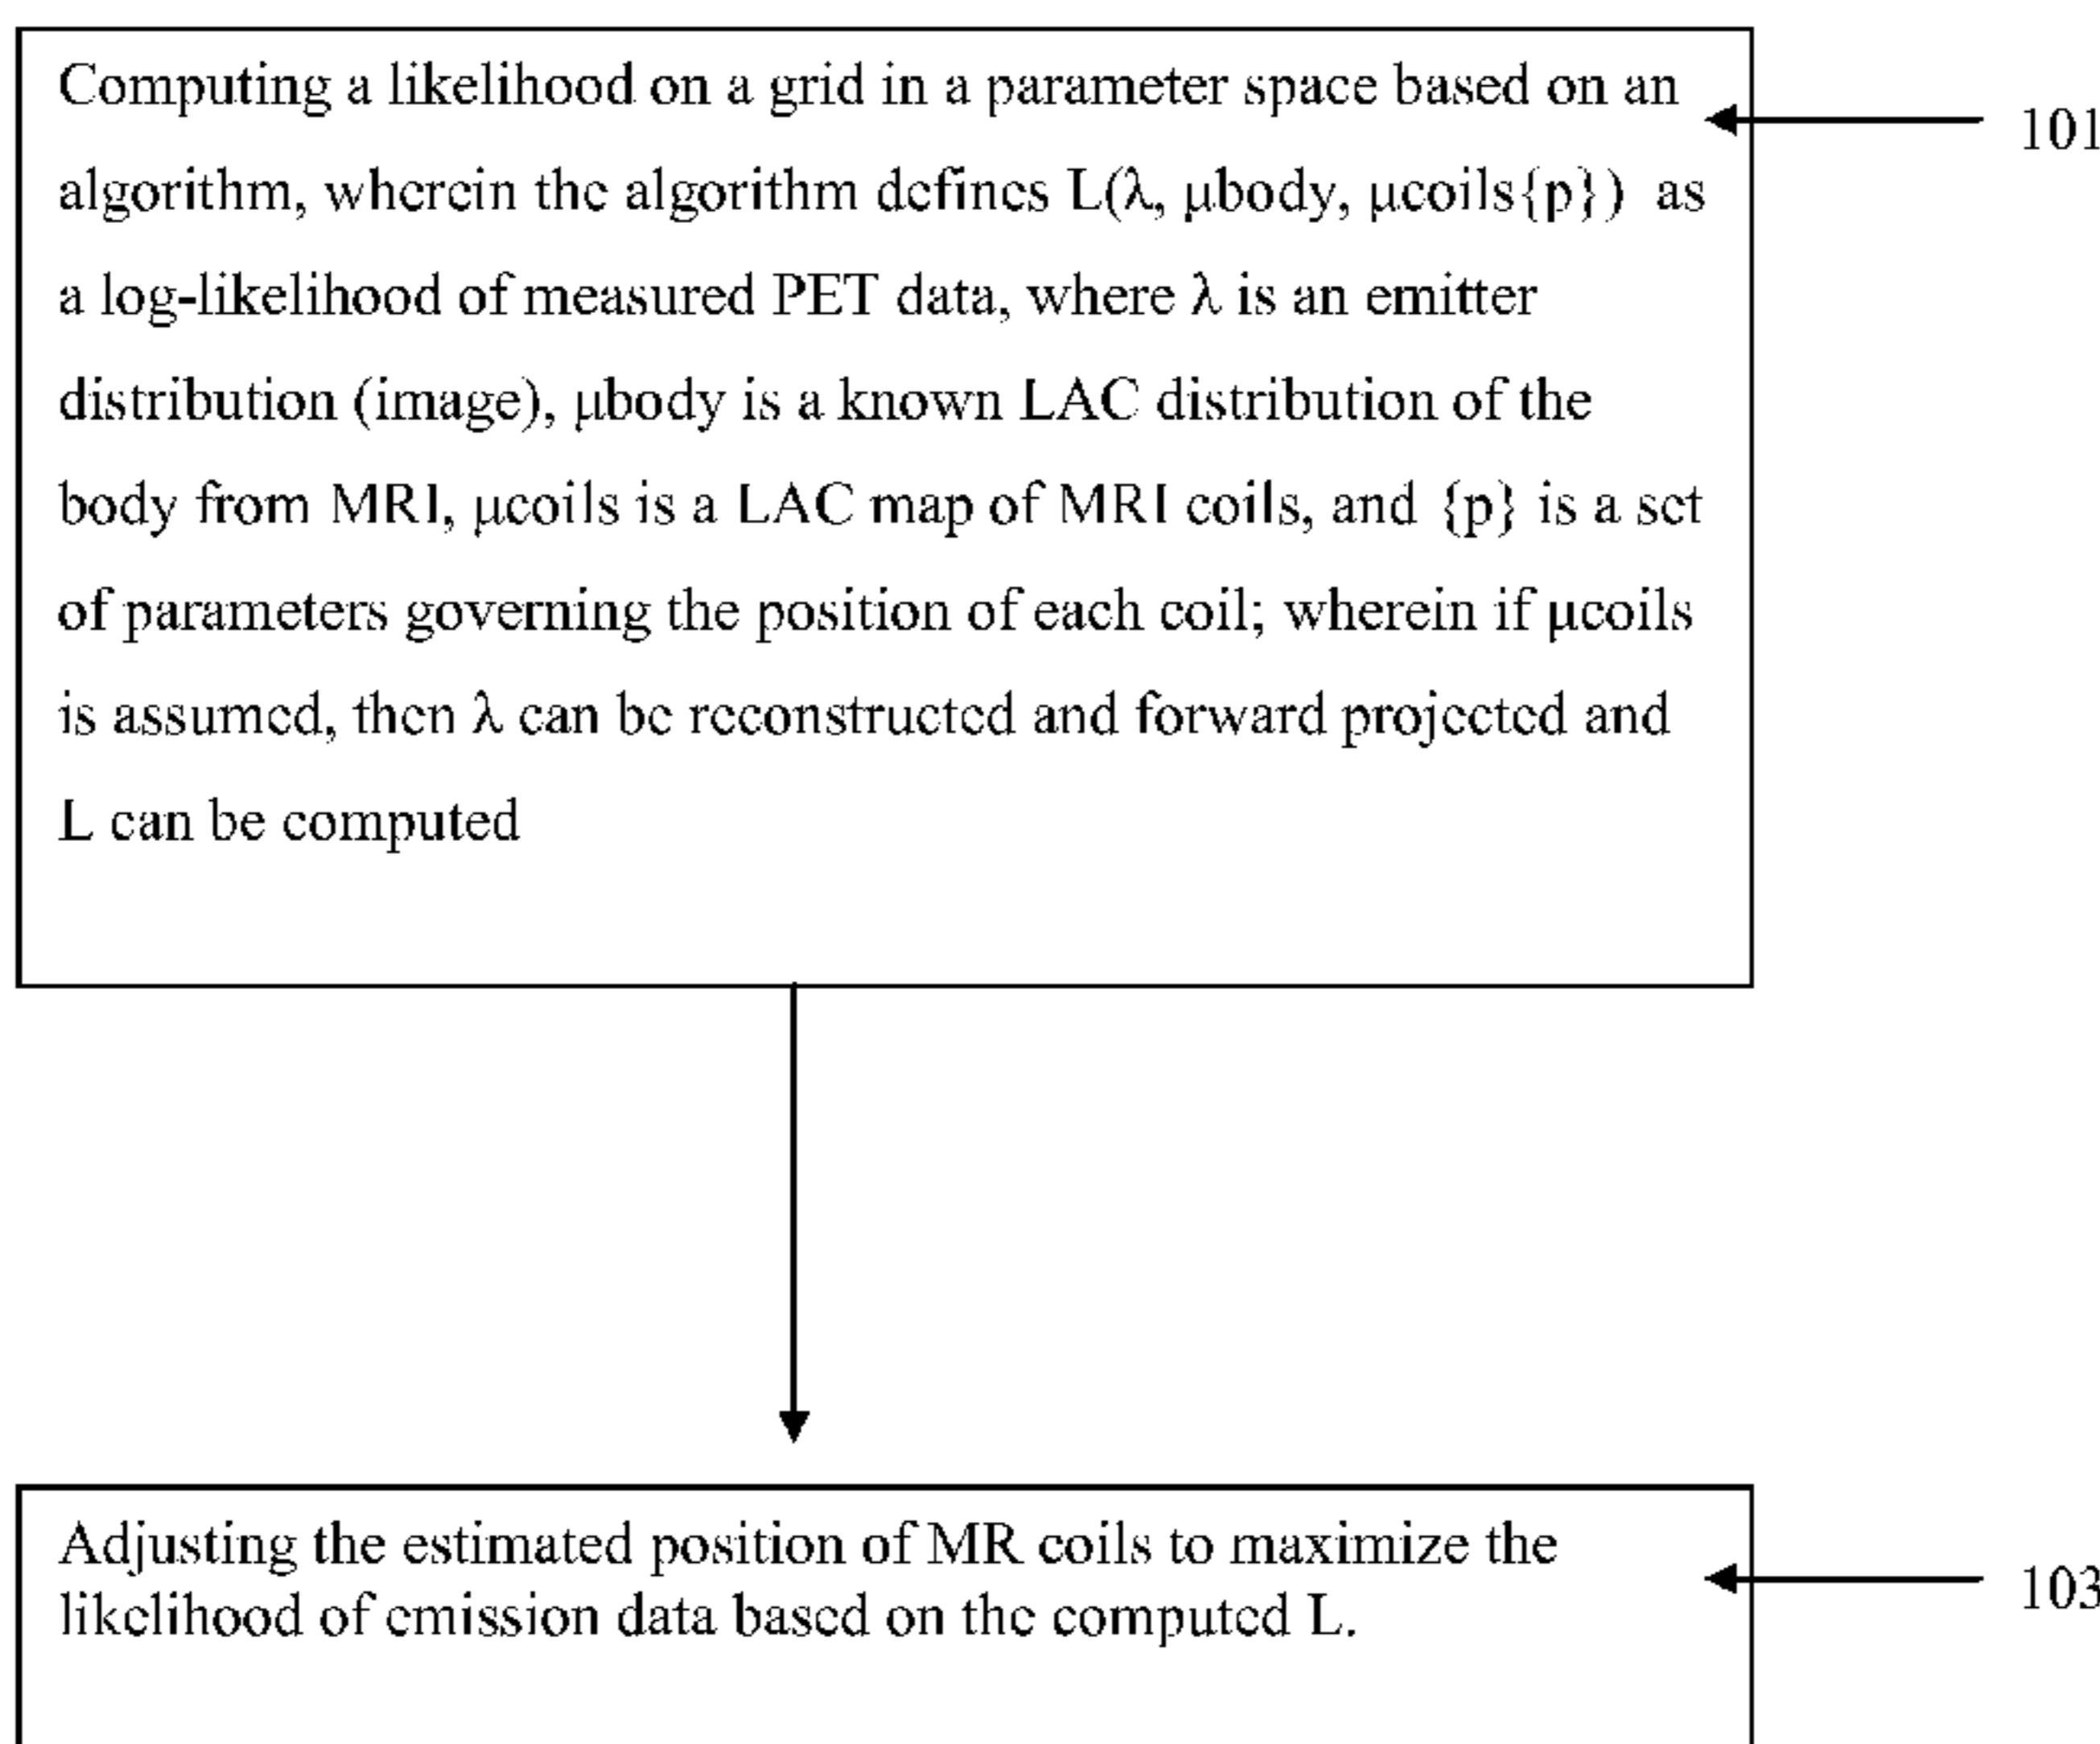 Computing a likelihood on a grid in a parameter space based on an
101
algorithm, wherein the algorithm defines L(λ, μbody, μcoils{p}) as
a log-likelihood of measured PET data, where λ is an emitter
distribution (image), μbody is a known LAC distribution of the
body from MRI, μcoils is a LAC map of MRI coils, and {p} is a set
of parameters governing the position of each coil; wherein if μcoils
is assumed, then λ can be reconstructed and forward projected and
L can be computed
Adjusting the estimated position of MR coils to maximize the
103
likelihood of emission data based on the computed L.